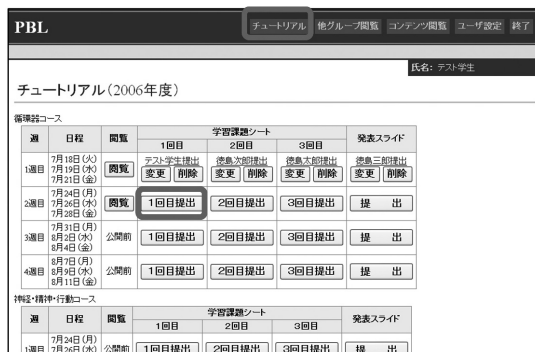 PBL
チュートリアル 他グループ閲覧 コンテンツ閲覧 ユーザ設定 終了
氏名: テスト学生
チュートリアル(2006年度)
循環器コース
週 日程 閲覧 学習課題シート 発表スライド
1回目 2回目 3回目
1週目 7月18日(火) 閲覧 テスト学生提出 徳島次郎提出 徳島太郎提出 徳島三郎提出
7月19日(水) 変更 削除 変更 削除 変更 削除 変更 削除
7月21日(金)
2週目 7月24日(月) 閲覧 1回目提出 2回目提出 3回目提出 提 出
7月26日(水)
7月28日(金)
3週目 7月31日(月) 公開前 1回目提出 2回目提出 3回目提出 提 出
8月2日(水)
8月4日(金)
4週目 8月7日(月) 公開前 1回目提出 2回目提出 3回目提出 提 出
8月9日(水)
8月11日(金)
神経・精神・行動コース
週 日程 閲覧 学習課題シート 発表スライド
1回目 2回目 3回目
1週目 7月24日(月) 公開前 1回目提出 2回目提出 3回目提出 提 出
7月26日(水)